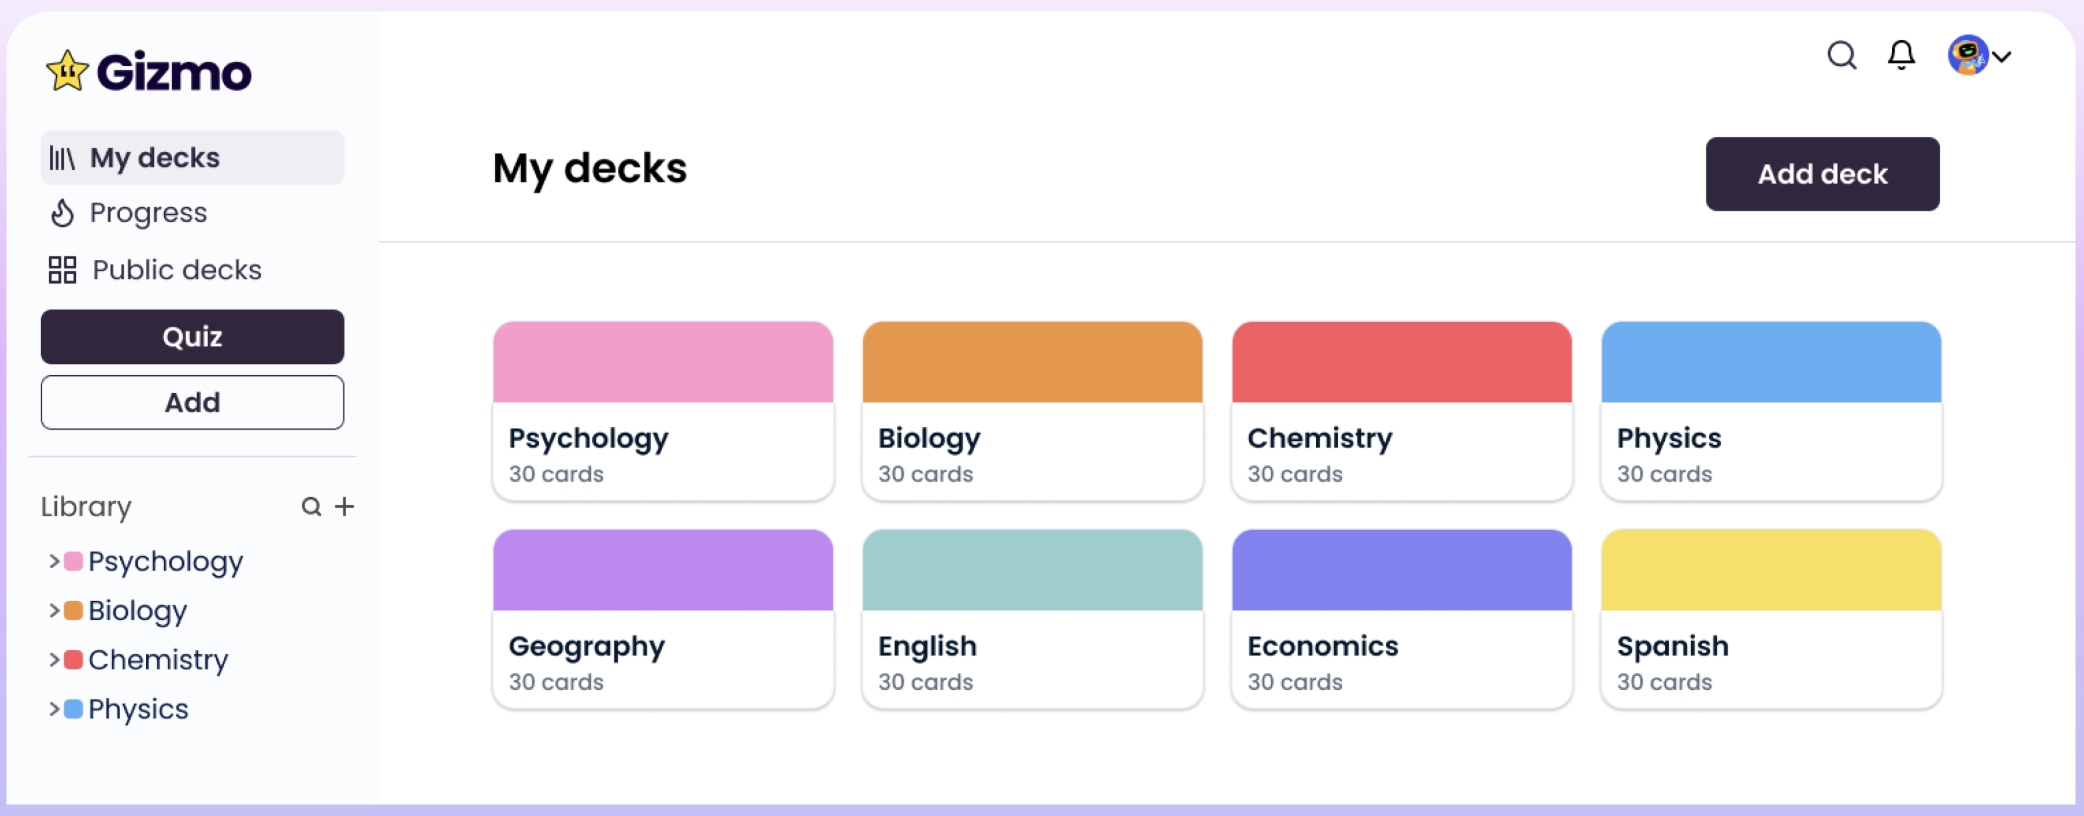 Gizmo
My decks
Progress
Public decks
Quiz
Add
Library
Psychology
Biology
Chemistry
Physics
My decks
Add deck
Psychology
30 cards
Biology
30 cards
Chemistry
30 cards
Physics
30 cards
Geography
30 cards
English
30 cards
Economics
30 cards
Spanish
30 cards